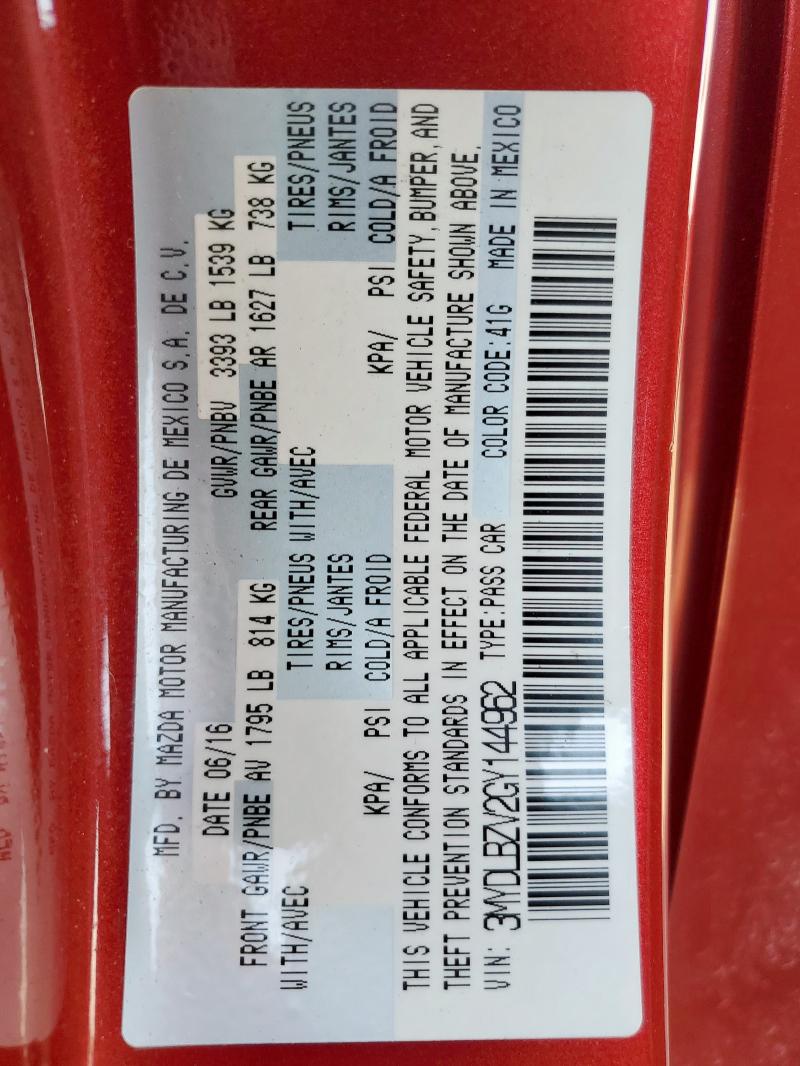 MFD. BY MAZDA MOTOR MANUFACTURING DE MEXICO S.A. DE C.V.
DATE 06/16 GVWR/PNBV 3393 LB 1539 KG
FRONT GAWR/PNBE AV 1795 LB 814 KG REAR GAWR/PNBE AR 1627 LB 738 KG
WITH/AVEC TIRES/PNEUS WITH/AVEC TIRES/PNEUS
RIMS/JANTES RIMS/JANTES
KPA/ PSI COLD/A FROID KPA/ PSI COLD/A FROID
THIS VEHICLE CONFORMS TO ALL APPLICABLE FEDERAL MOTOR VEHICLE SAFETY, BUMPER, AND
THEFT PREVENTION STANDARDS IN EFFECT ON THE DATE OF MANUFACTURE SHOWN ABOVE.
VIN: 3MYDLBZV2GY144962 TYPE:PASS CAR COLOR CODE:41G MADE IN MEXICO